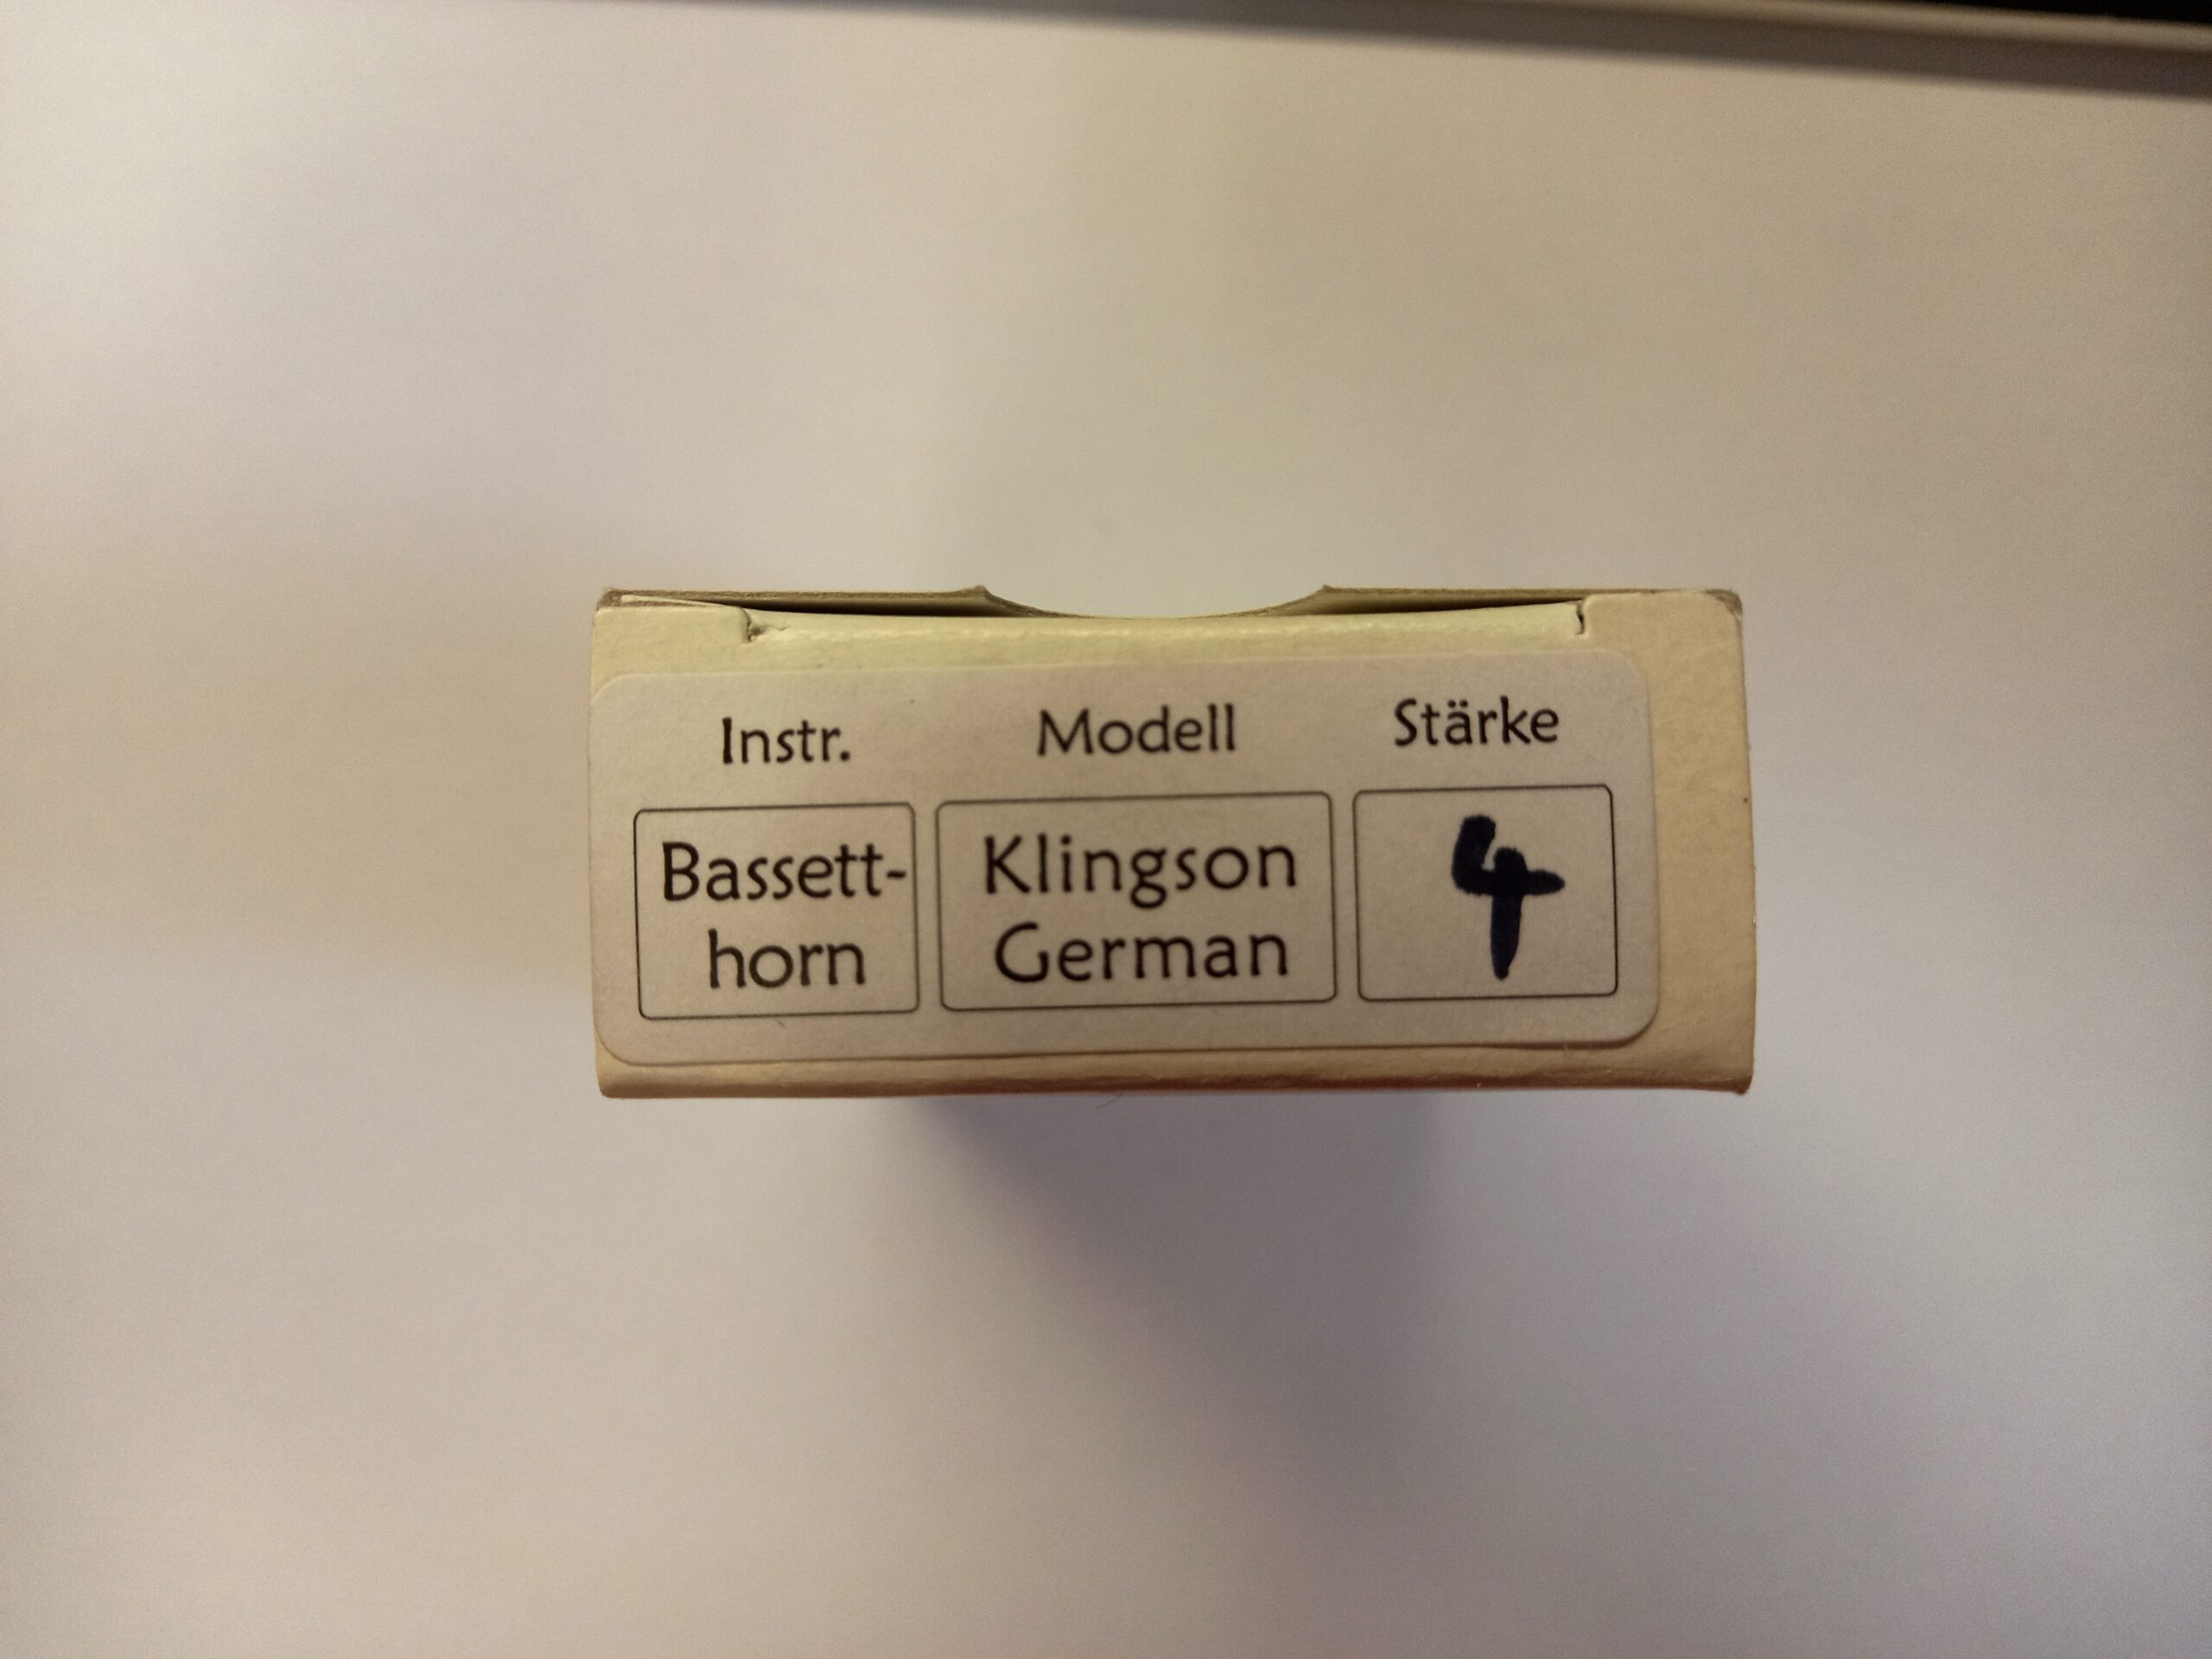 Instr. Modell Stärke
Bassett- Klingson 4
horn German